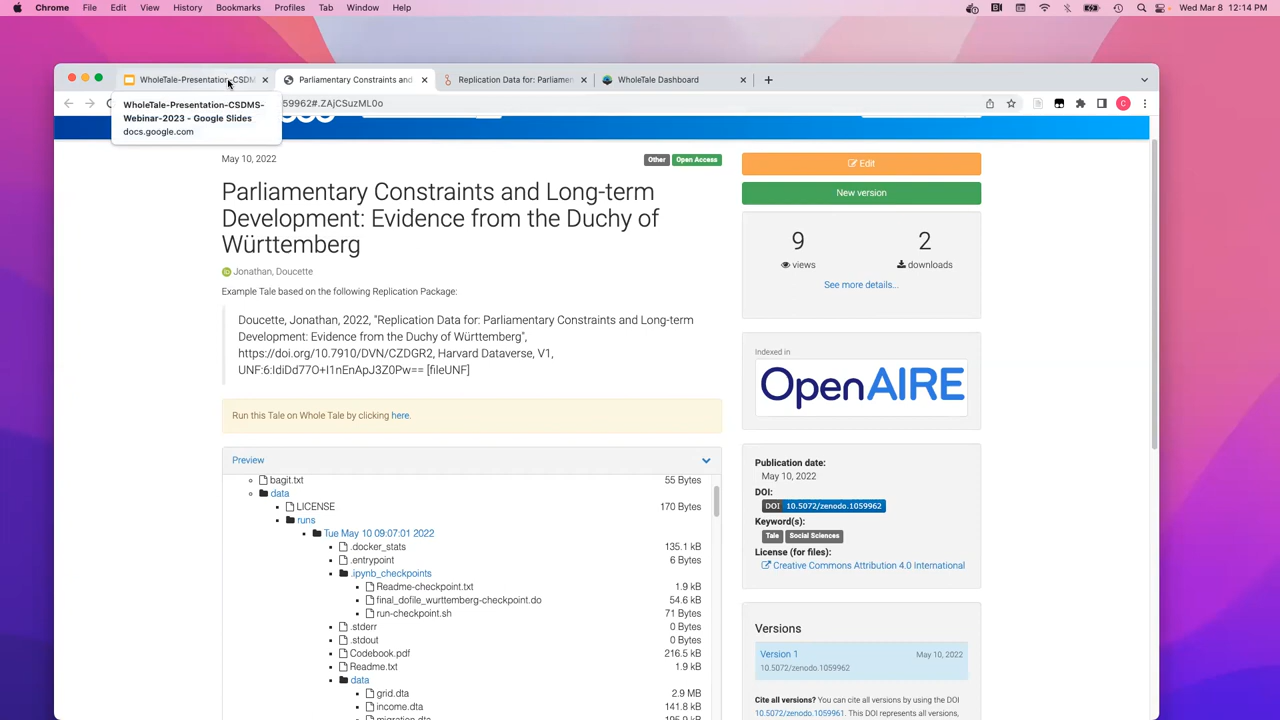 Chrome File Edit View History Bookmarks Profiles Tab Window Help Wed Mar 8 12:14 PM
WholeTale-Presentation-CSDM Parliamentary Constraints and Replication Data for: Parliamen WholeTale Dashboard
59962#.ZAjCSuzML0o
WholeTale-Presentation-CSDMS-
Webinar-2023 - Google Slides
docs.google.com
May 10, 2022 Other Open Access
Parliamentary Constraints and Long-term
Development: Evidence from the Duchy of
Württemberg
Jonathan, Doucette
Example Tale based on the following Replication Package:
Doucette, Jonathan, 2022, "Replication Data for: Parliamentary Constraints and Long-term
Development: Evidence from the Duchy of Württemberg",
https://doi.org/10.7910/DVN/CZDGR2, Harvard Dataverse, V1,
UNF:6:IdiDd77O+I1nEnApJ3Z0Pw== [fileUNF]
Run this Tale on Whole Tale by clicking here.
Preview
bagit.txt 55 Bytes
data
LICENSE 170 Bytes
runs
Tue May 10 09:07:01 2022
.docker_stats 135.1 kB
.entrypoint 6 Bytes
.ipynb_checkpoints
Readme-checkpoint.txt 1.9 kB
final_dofile_wurttemberg-checkpoint.do 54.6 kB
run-checkpoint.sh 71 Bytes
.stderr 0 Bytes
.stdout 0 Bytes
Codebook.pdf 216.5 kB
Readme.txt 1.9 kB
data
grid.dta 2.9 MB
income.dta 141.8 kB
migration.dta 195.9 kB
Edit
New version
9 2
views downloads
See more details...
Indexed in
OpenAIRE
Publication date:
May 10, 2022
DOI:
DOI 10.5072/zenodo.1059962
Keyword(s):
Tale Social Sciences
License (for files):
Creative Commons Attribution 4.0 International
Versions
Version 1 May 10, 2022
10.5072/zenodo.1059962
Cite all versions? You can cite all versions by using the DOI
10.5072/zenodo.1059961. This DOI represents all versions,